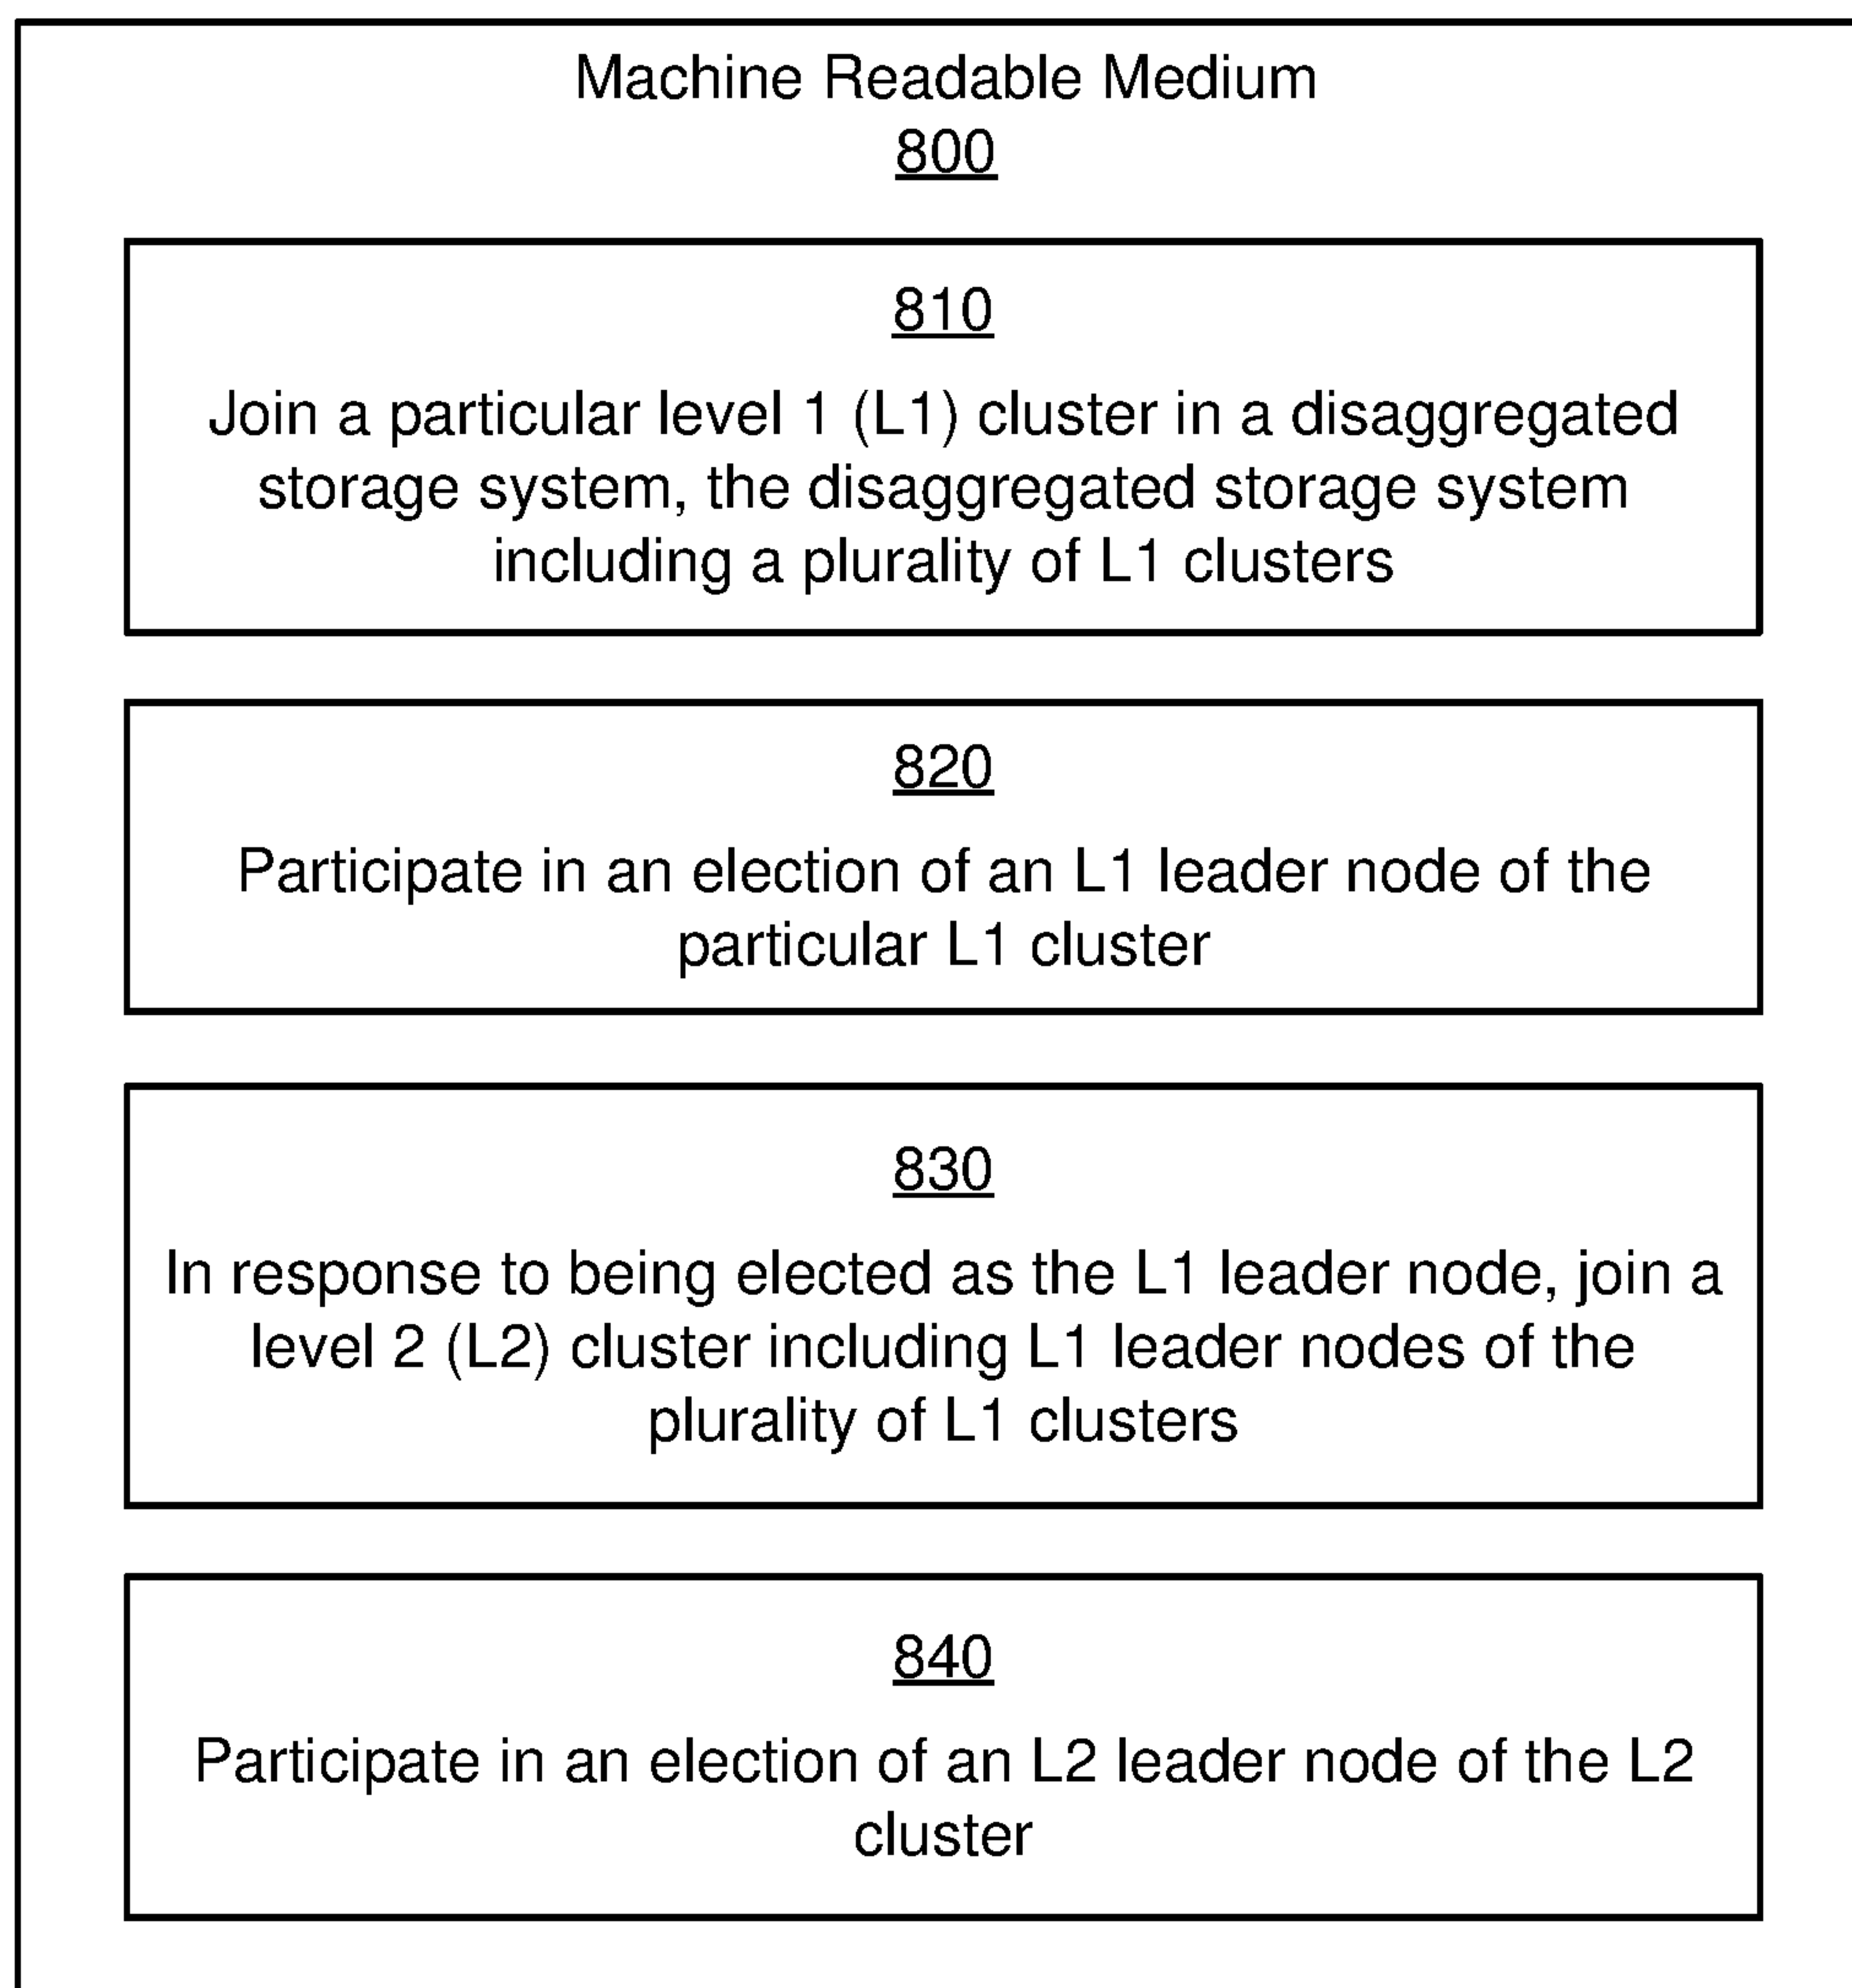 Machine Readable Medium
800
810
Join a particular level 1 (L1) cluster in a disaggregated
storage system, the disaggregated storage system
including a plurality of L1 clusters
820
Participate in an election of an L1 leader node of the
particular L1 cluster
830
In response to being elected as the L1 leader node, join a
level 2 (L2) cluster including L1 leader nodes of the
plurality of L1 clusters
840
Participate in an election of an L2 leader node of the L2
cluster